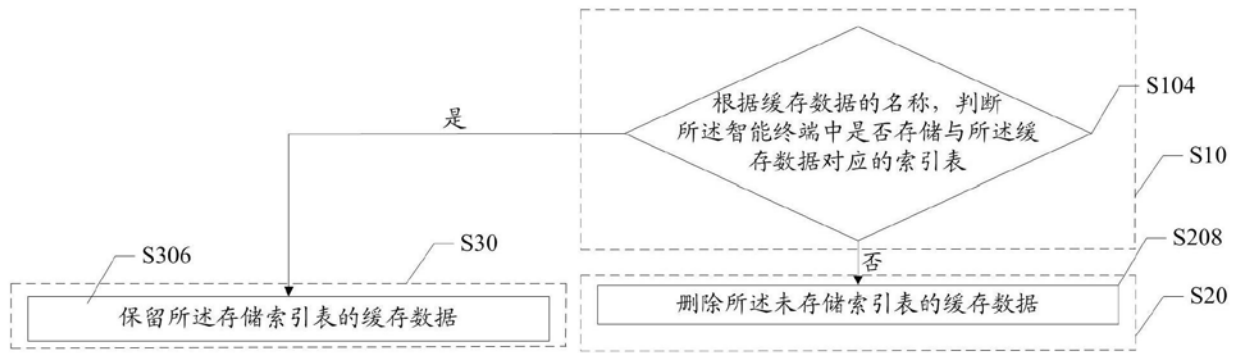 根据缓存数据的名称，判断
所述智能终端中是否存储与所述缓
存数据对应的索引表
S104
是
S10
S306
S30
否
S208
保留所述存储索引表的缓存数据
删除所述未存储索引表的缓存数据
S20